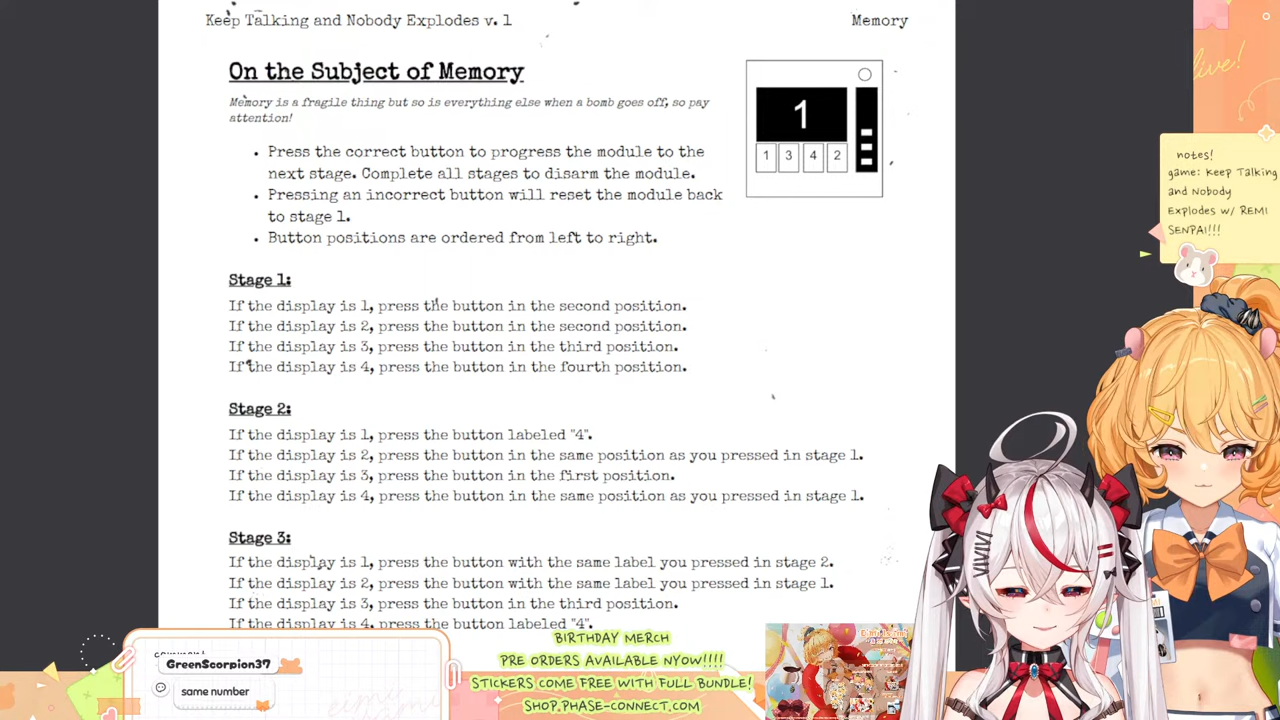 Keep Talking and Nobody Explodes v. 1
Memory
On the Subject of Memory
Memory is a fragile thing but so is everything else when a bomb goes off, so pay
attention!
• Press the correct button to progress the module to the
next stage. Complete all stages to disarm the module.
• Pressing an incorrect button will reset the module back
to stage 1.
• Button positions are ordered from left to right.
1
1 3 4 2
Stage 1:
If the display is 1, press the button in the second position.
If the display is 2, press the button in the second position.
If the display is 3, press the button in the third position.
If the display is 4, press the button in the fourth position.
Stage 2:
If the display is 1, press the button labeled "4".
If the display is 2, press the button in the same position as you pressed in stage 1.
If the display is 3, press the button in the first position.
If the display is 4, press the button in the same position as you pressed in stage 1.
Stage 3:
If the display is 1, press the button with the same label you pressed in stage 2.
If the display is 2, press the button with the same label you pressed in stage 1.
If the display is 3, press the button in the third position.
If the display is 4, press the button labeled "4".
live!
notes!
game: Keep Talking
and Nobody
Explodes w/ REMI
SENPAI!!!
GreenScorpion37
same number
BIRTHDAY MERCH
PRE ORDERS AVAILABLE NYOW!!!!
STICKERS COME FREE WITH FULL BUNDLE!
SHOP.PHASE-CONNECT.COM